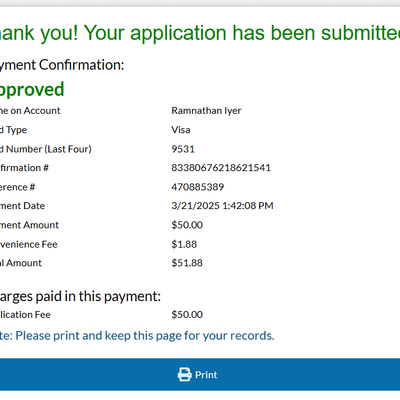 hank you! Your application has been submitted
yment Confirmation:
pproved
me on Account Ramnathan Iyer
d Type Visa
d Number (Last Four) 9531
firmation # 83380676218621541
erence # 470885389
ment Date 3/21/2025 1:42:08 PM
ment Amount $50.00
venience Fee $1.88
al Amount $51.88
arges paid in this payment:
lication Fee $50.00
te: Please print and keep this page for your records.
Print